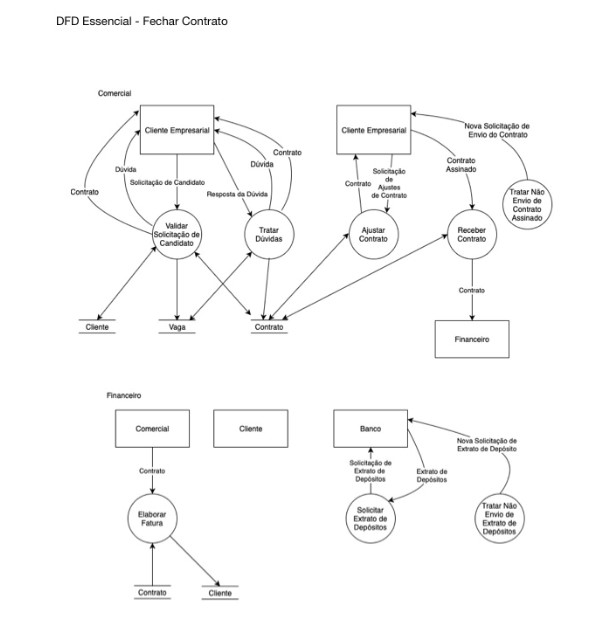 DFD Essencial - Fechar Contrato
Comercial
Cliente Empresarial
Cliente Empresarial
Nova Solicitação de
Envio do Contrato
Contrato
Dúvida
Dúvida
Solicitação de Candidato
Resposta da Dúvida
Contrato
Contrato
Solicitação
de
Ajustes
de Contrato
Contrato
Assinado
Validar
Solicitação de
Candidato
Tratar
Dúvidas
Ajustar
Contrato
Receber
Contrato
Tratar Não
Envio de
Contrato
Assinado
Contrato
Cliente
Vaga
Contrato
Financeiro
Financeiro
Comercial
Cliente
Banco
Nova Solicitação de
Extrato de Depósito
Contrato
Solicitação de
Extrato de
Depósitos
Extrato de
Depósitos
Elaborar
Fatura
Solicitar
Extrato de
Depósitos
Tratar Não
Envio de
Extrato de
Depósitos
Contrato
Cliente